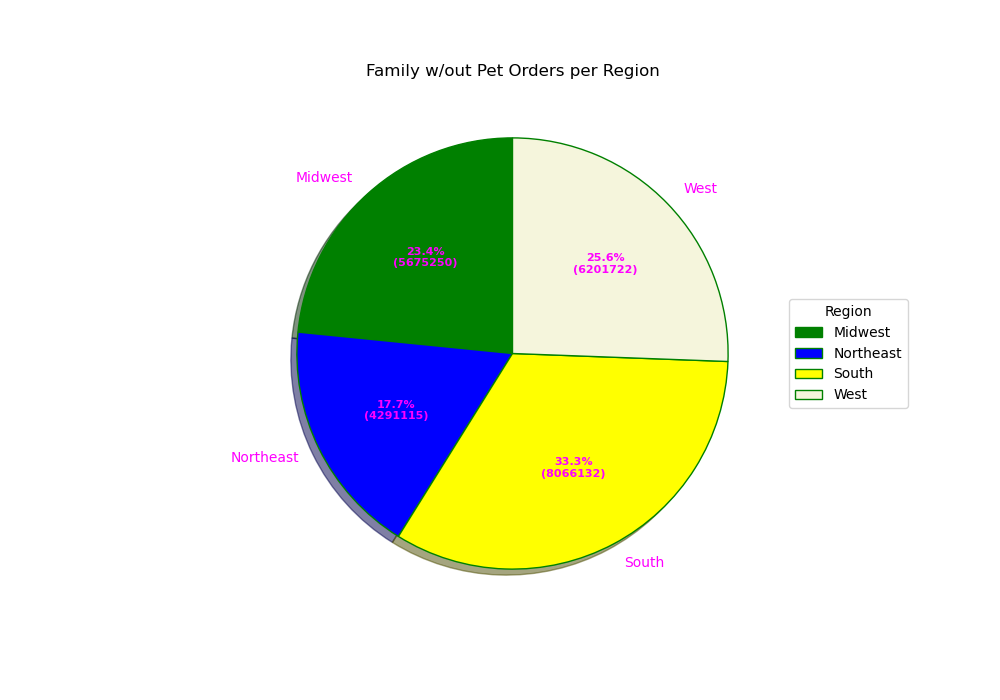 Family w/out Pet Orders per Region
Midwest
West
23.4%
(5675250)
25.6%
(6201722)
Region
Midwest
Northeast
South
West
17.7%
(4291115)
Northeast
33.3%
(8066132)
South